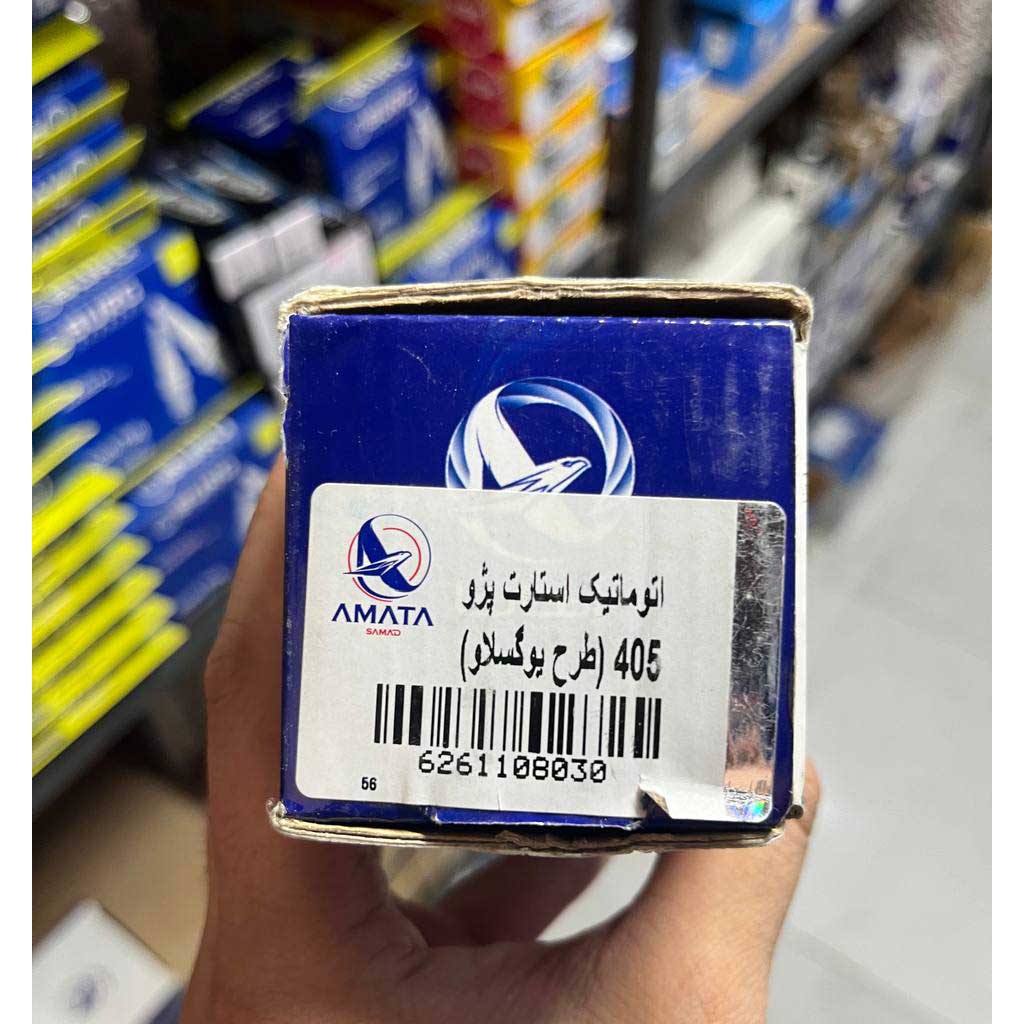 AMATA
SAMAD
اتوماتیک استارت پژو
405 (طرح یوگسلاو)
6261108030
56